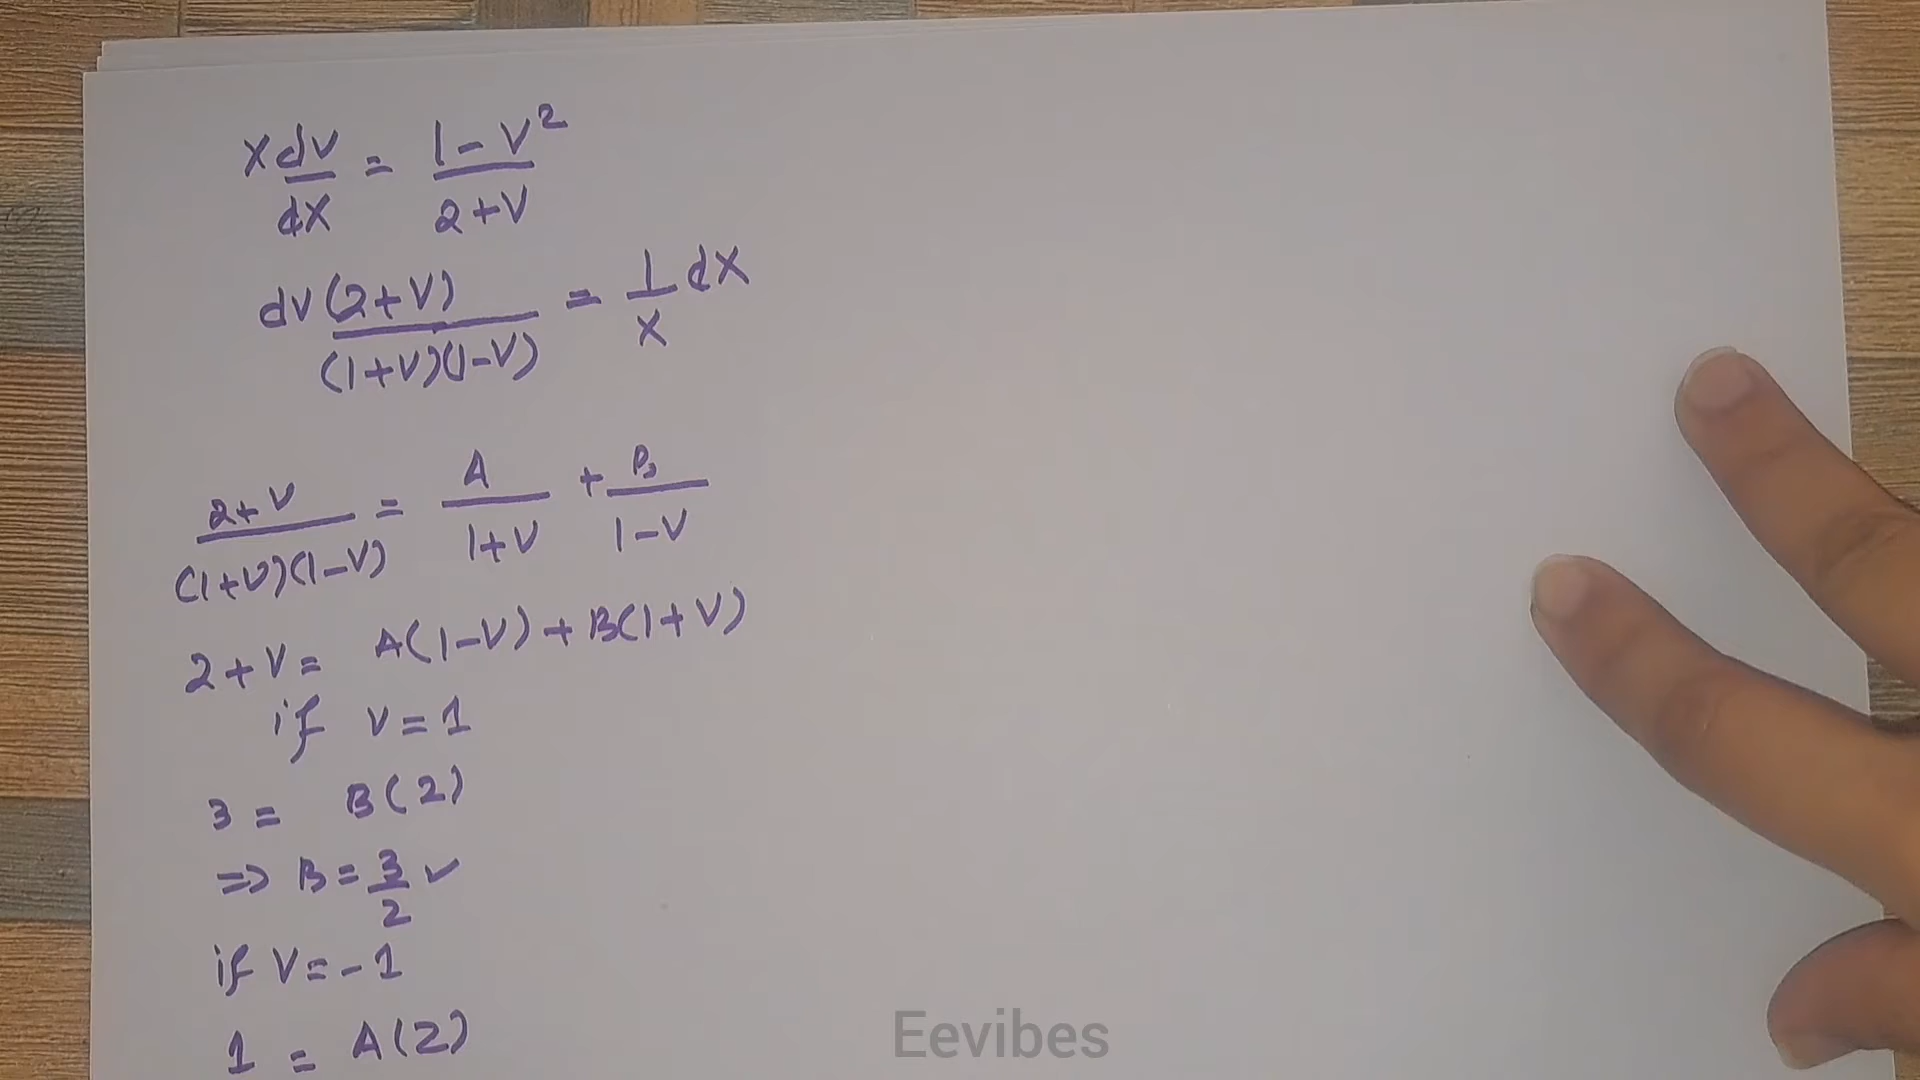 x dv/dx = 1-v²/2+v
dv(2+v)/(1+v)(1-v) = 1/x dx
2+v/(1+v)(1-v) = A/1+v + B/1-v
2+v= A(1-v)+B(1+v)
if v=1
3= B(2)
⇒ B=3/2 ✓
if v=-1
1 = A(2)
Eevibes